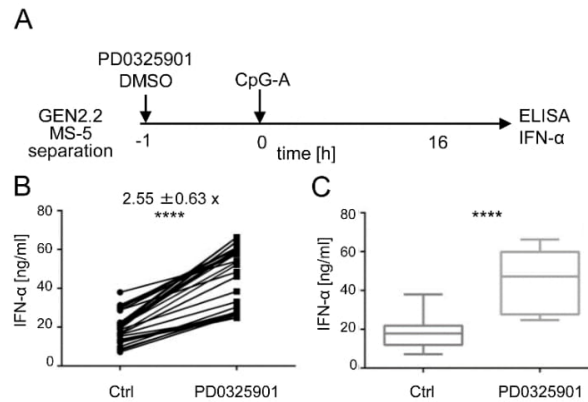 A
PD0325901
DMSO
CpG-A
GEN2.2
MS-5
separation
-1
0
time [h]
16
ELISA
IFN-α
B
2.55 ±0.63 x
****
IFN-α [ng/ml]
80
60
40
20
0
Ctrl
PD0325901
C
****
IFN-α [ng/ml]
80
60
40
20
0
Ctrl
PD0325901